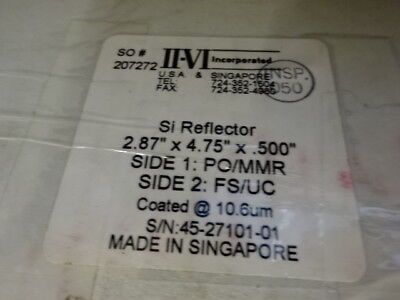 SO #
207272
II-VI Incorporated
U.S.A. & SINGAPORE
TEL: 724-352-1504
FAX: 724-352-4980
INSP.
050
Si Reflector
2.87" x 4.75" x .500"
SIDE 1: PO/MMR
SIDE 2: FS/UC
Coated @ 10.6um
S/N:45-27101-01
MADE IN SINGAPORE